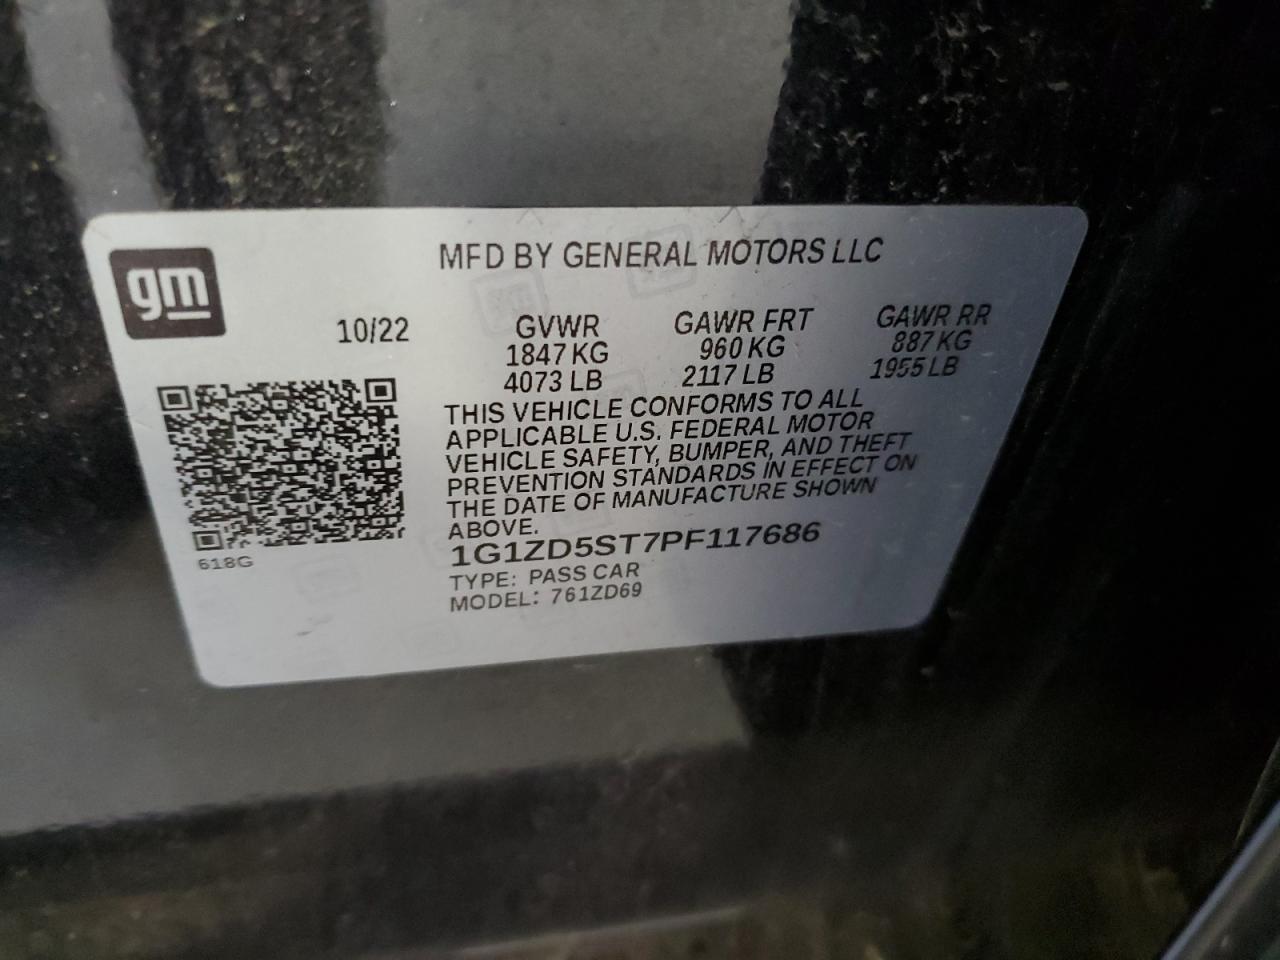 gm
MFD BY GENERAL MOTORS LLC
10/22
GVWR GAWR FRT GAWR RR
1847 KG 960 KG 887 KG
4073 LB 2117 LB 1955 LB
THIS VEHICLE CONFORMS TO ALL
APPLICABLE U.S. FEDERAL MOTOR
VEHICLE SAFETY, BUMPER, AND THEFT
PREVENTION STANDARDS IN EFFECT ON
THE DATE OF MANUFACTURE SHOWN
ABOVE.
1G1ZD5ST7PF117686
618G
TYPE: PASS CAR
MODEL: 761ZD69